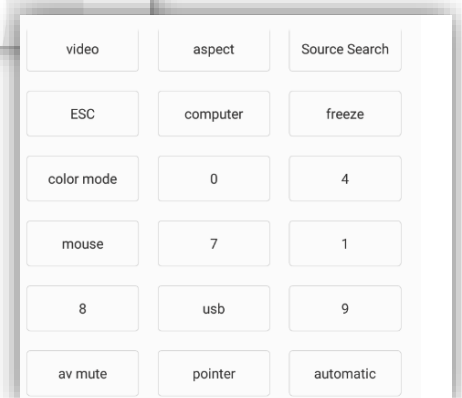 video aspect Source Search
ESC computer freeze
color mode 0 4
mouse 7 1
8 usb 9
av mute pointer automatic